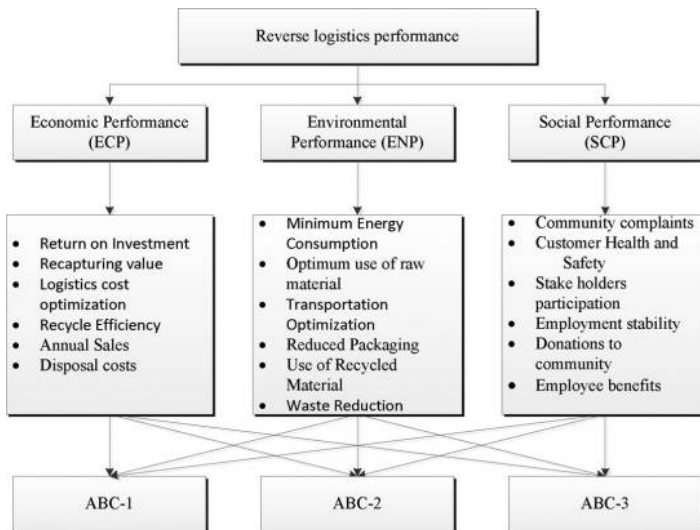 Reverse logistics performance
Economic Performance
(ECP)
Environmental
Performance (ENP)
Social Performance
(SCP)
• Return on Investment
• Recapturing value
• Logistics cost
optimization
• Recycle Efficiency
• Annual Sales
• Disposal costs
• Minimum Energy
Consumption
• Optimum use of raw
material
• Transportation
Optimization
• Reduced Packaging
• Use of Recycled
Material
• Waste Reduction
• Community complaints
• Customer Health and
Safety
• Stake holders
participation
• Employment stability
• Donations to
community
• Employee benefits
ABC-1
ABC-2
ABC-3